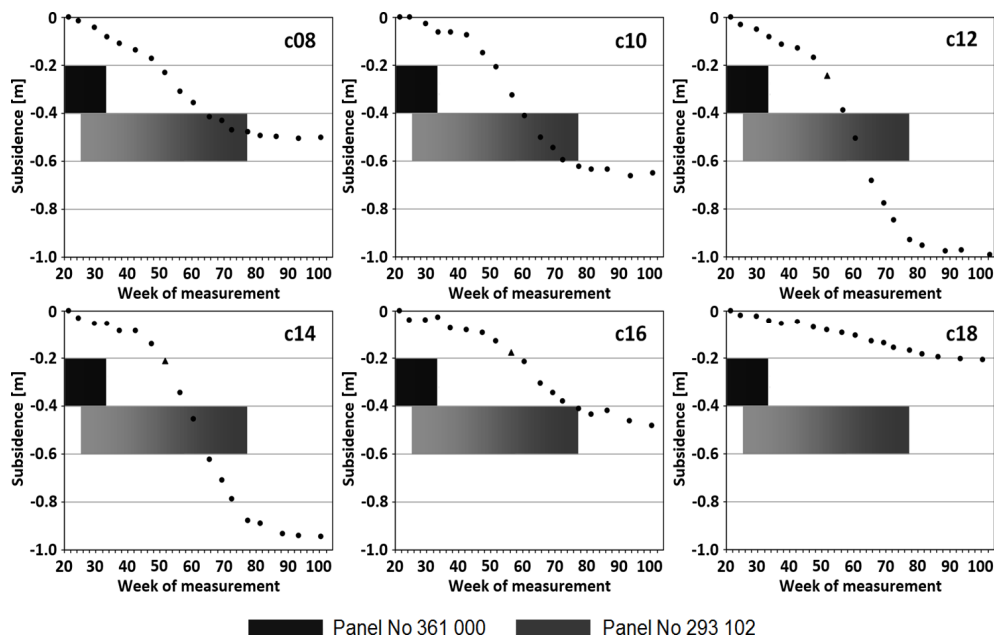 c08
0
-0.2
-0.4
-0.6
-0.8
-1.0
Subsidence [m]
20 30 40 50 60 70 80 90 100
Week of measurement
c10
0
-0.2
-0.4
-0.6
-0.8
-1.0
Subsidence [m]
20 30 40 50 60 70 80 90 100
Week of measurement
c12
0
-0.2
-0.4
-0.6
-0.8
-1.0
Subsidence [m]
20 30 40 50 60 70 80 90 100
Week of measurement
c14
0
-0.2
-0.4
-0.6
-0.8
-1.0
Subsidence [m]
20 30 40 50 60 70 80 90 100
Week of measurement
c16
0
-0.2
-0.4
-0.6
-0.8
-1.0
Subsidence [m]
20 30 40 50 60 70 80 90 100
Week of measurement
c18
0
-0.2
-0.4
-0.6
-0.8
-1.0
Subsidence [m]
20 30 40 50 60 70 80 90 100
Week of measurement
Panel No 361 000 Panel No 293 102